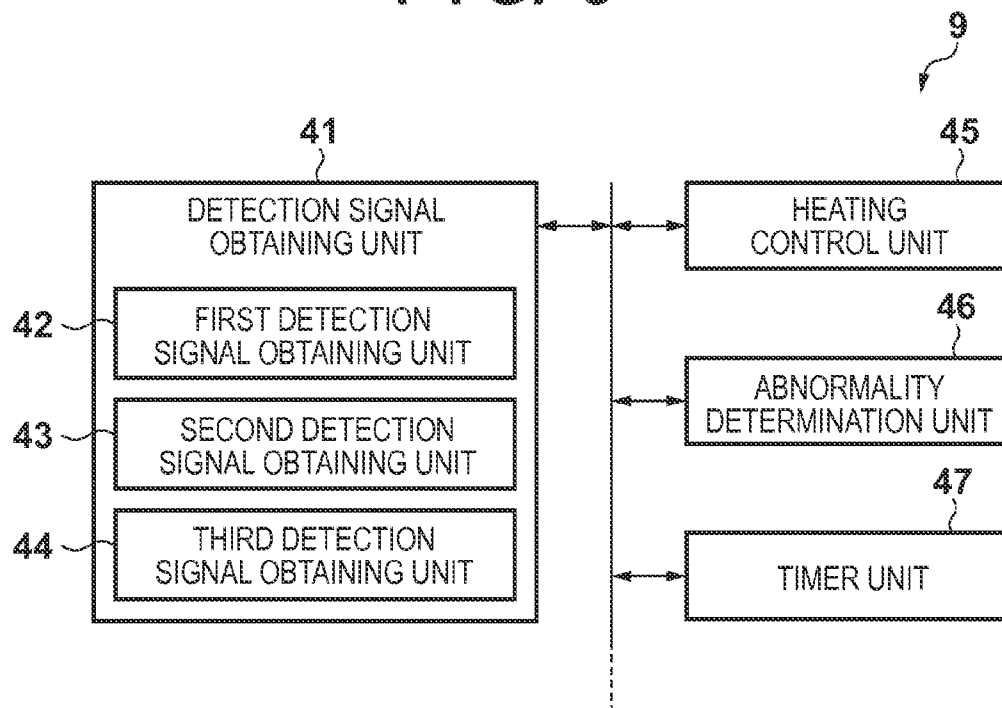 9
41
45
DETECTION SIGNAL
OBTAINING UNIT
HEATING
CONTROL UNIT
42
FIRST DETECTION
SIGNAL OBTAINING UNIT
46
ABNORMALITY
DETERMINATION UNIT
43
SECOND DETECTION
SIGNAL OBTAINING UNIT
47
44
THIRD DETECTION
SIGNAL OBTAINING UNIT
TIMER UNIT